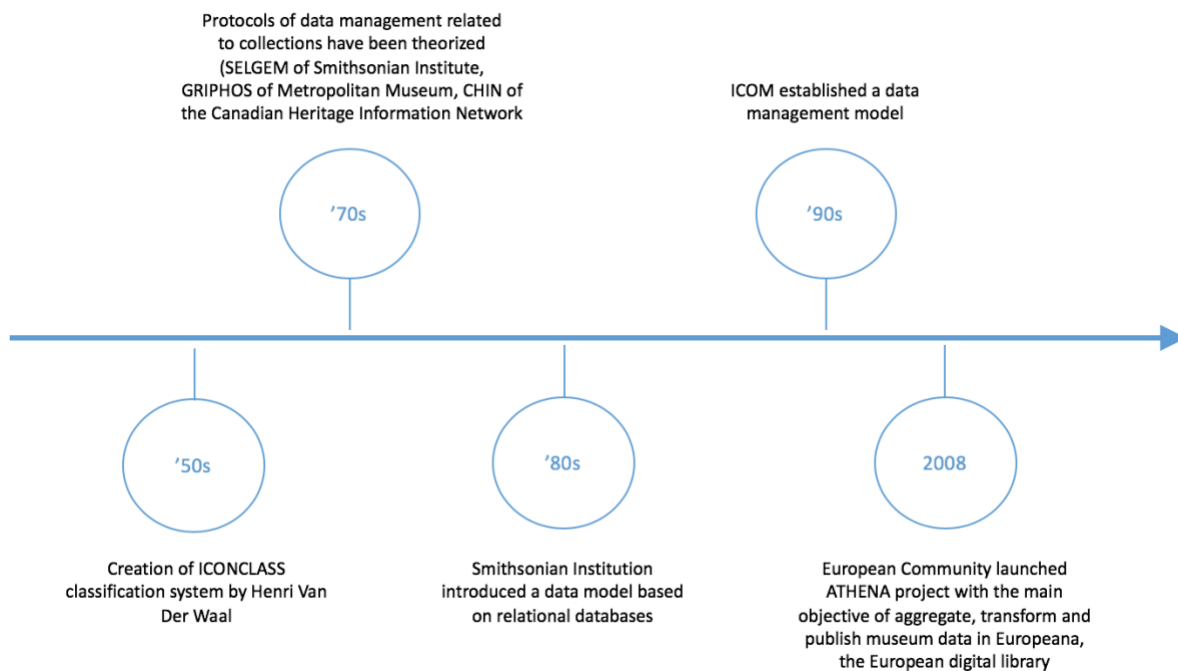 Protocols of data management related
to collections have been theorized
(SELGEM of Smithsonian Institute,
GRIPHOS of Metropolitan Museum, CHIN of
the Canadian Heritage Information Network
ICOM established a data
management model
’70s
’90s
’50s
’80s
2008
Creation of ICONCLASS
classification system by Henri Van
Der Waal
Smithsonian Institution
introduced a data model based
on relational databases
European Community launched
ATHENA project with the main
objective of aggregate, transform and
publish museum data in Europeana,
the European digital library